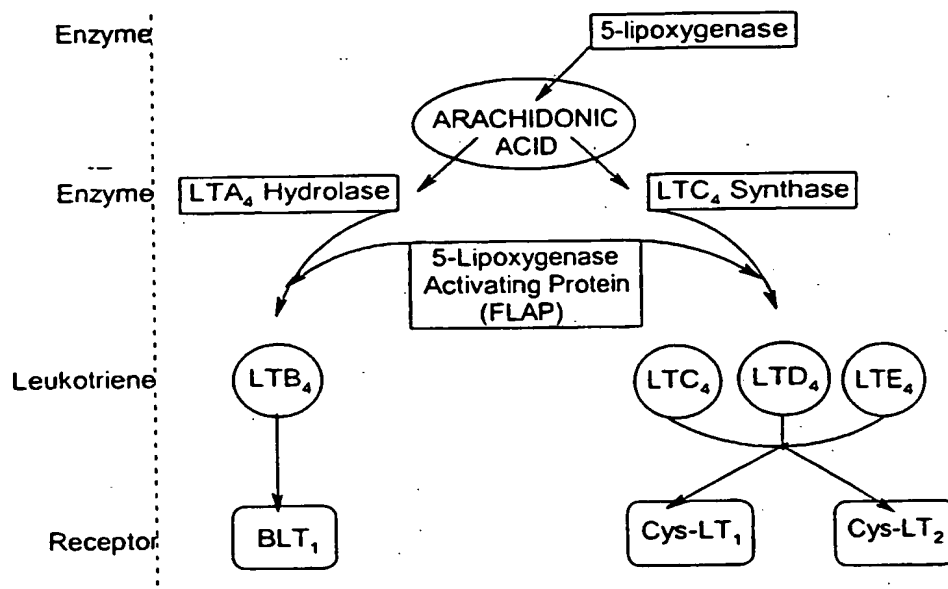 Enzyme
5-lipoxygenase
ARACHIDONIC
ACID
Enzyme
LTA₄ Hydrolase
LTC₄ Synthase
5-Lipoxygenase
Activating Protein
(FLAP)
Leukotriene
LTB₄
LTC₄
LTD₄
LTE₄
Receptor
BLT₁
Cys-LT₁
Cys-LT₂